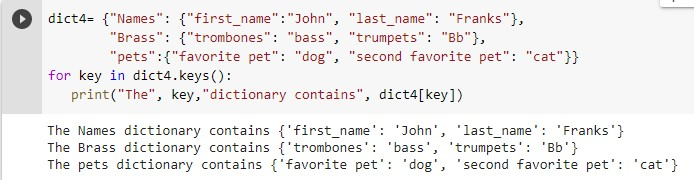 dict4= {"Names": {"first_name":"John", "last_name": "Franks"},
"Brass": {"trombones": "bass", "trumpets": "Bb"},
"pets":{"favorite pet": "dog", "second favorite pet": "cat"}}
for key in dict4.keys():
print("The", key,"dictionary contains", dict4[key])
The Names dictionary contains {'first_name': 'John', 'last_name': 'Franks'}
The Brass dictionary contains {'trombones': 'bass', 'trumpets': 'Bb'}
The pets dictionary contains {'favorite pet': 'dog', 'second favorite pet': 'cat'}